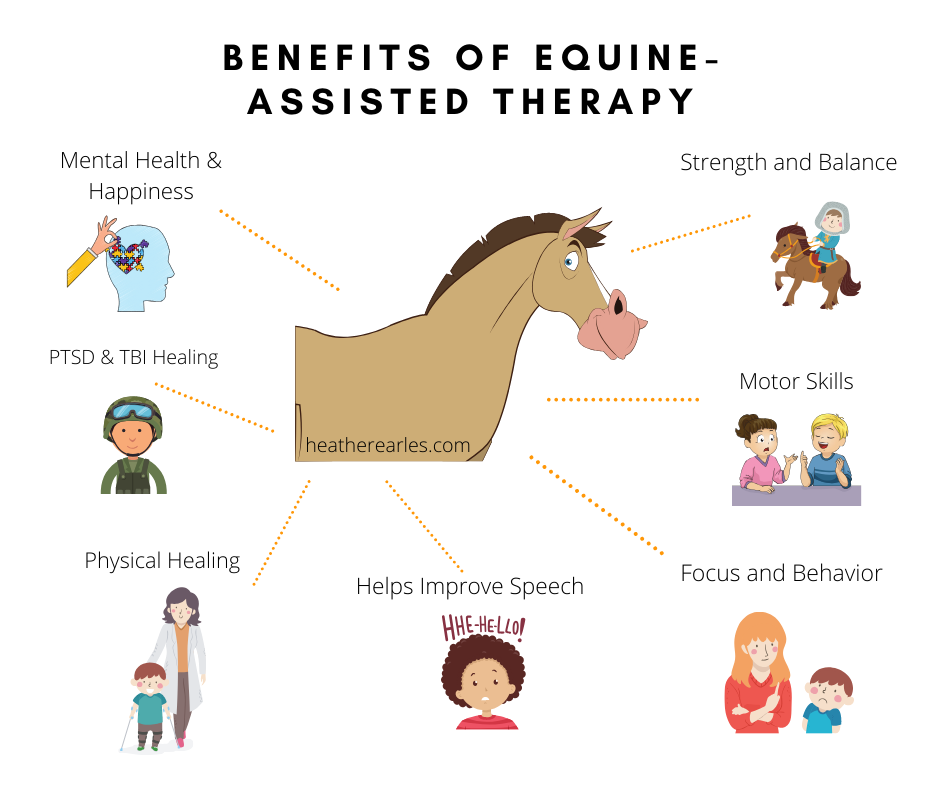 BENEFITS OF EQUINE-
ASSISTED THERAPY
Mental Health &
Happiness
Strength and Balance
PTSD & TBI Healing
Motor Skills
heatherearles.com
Physical Healing
Helps Improve Speech
HHE-HE-LLO!
Focus and Behavior